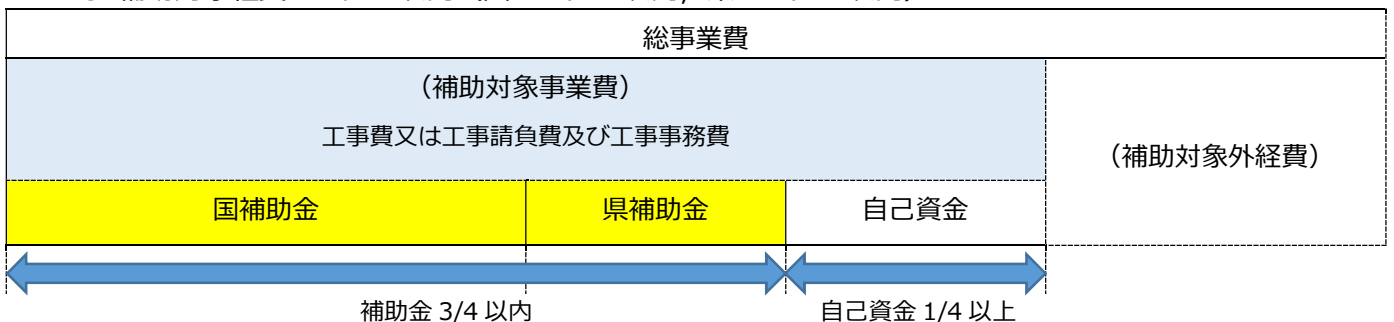 総事業費
（補助対象事業費）
工事費又は工事請負費及び工事事務費
（補助対象外経費）
国補助金
県補助金
自己資金
補助金 3/4 以内
自己資金 1/4 以上